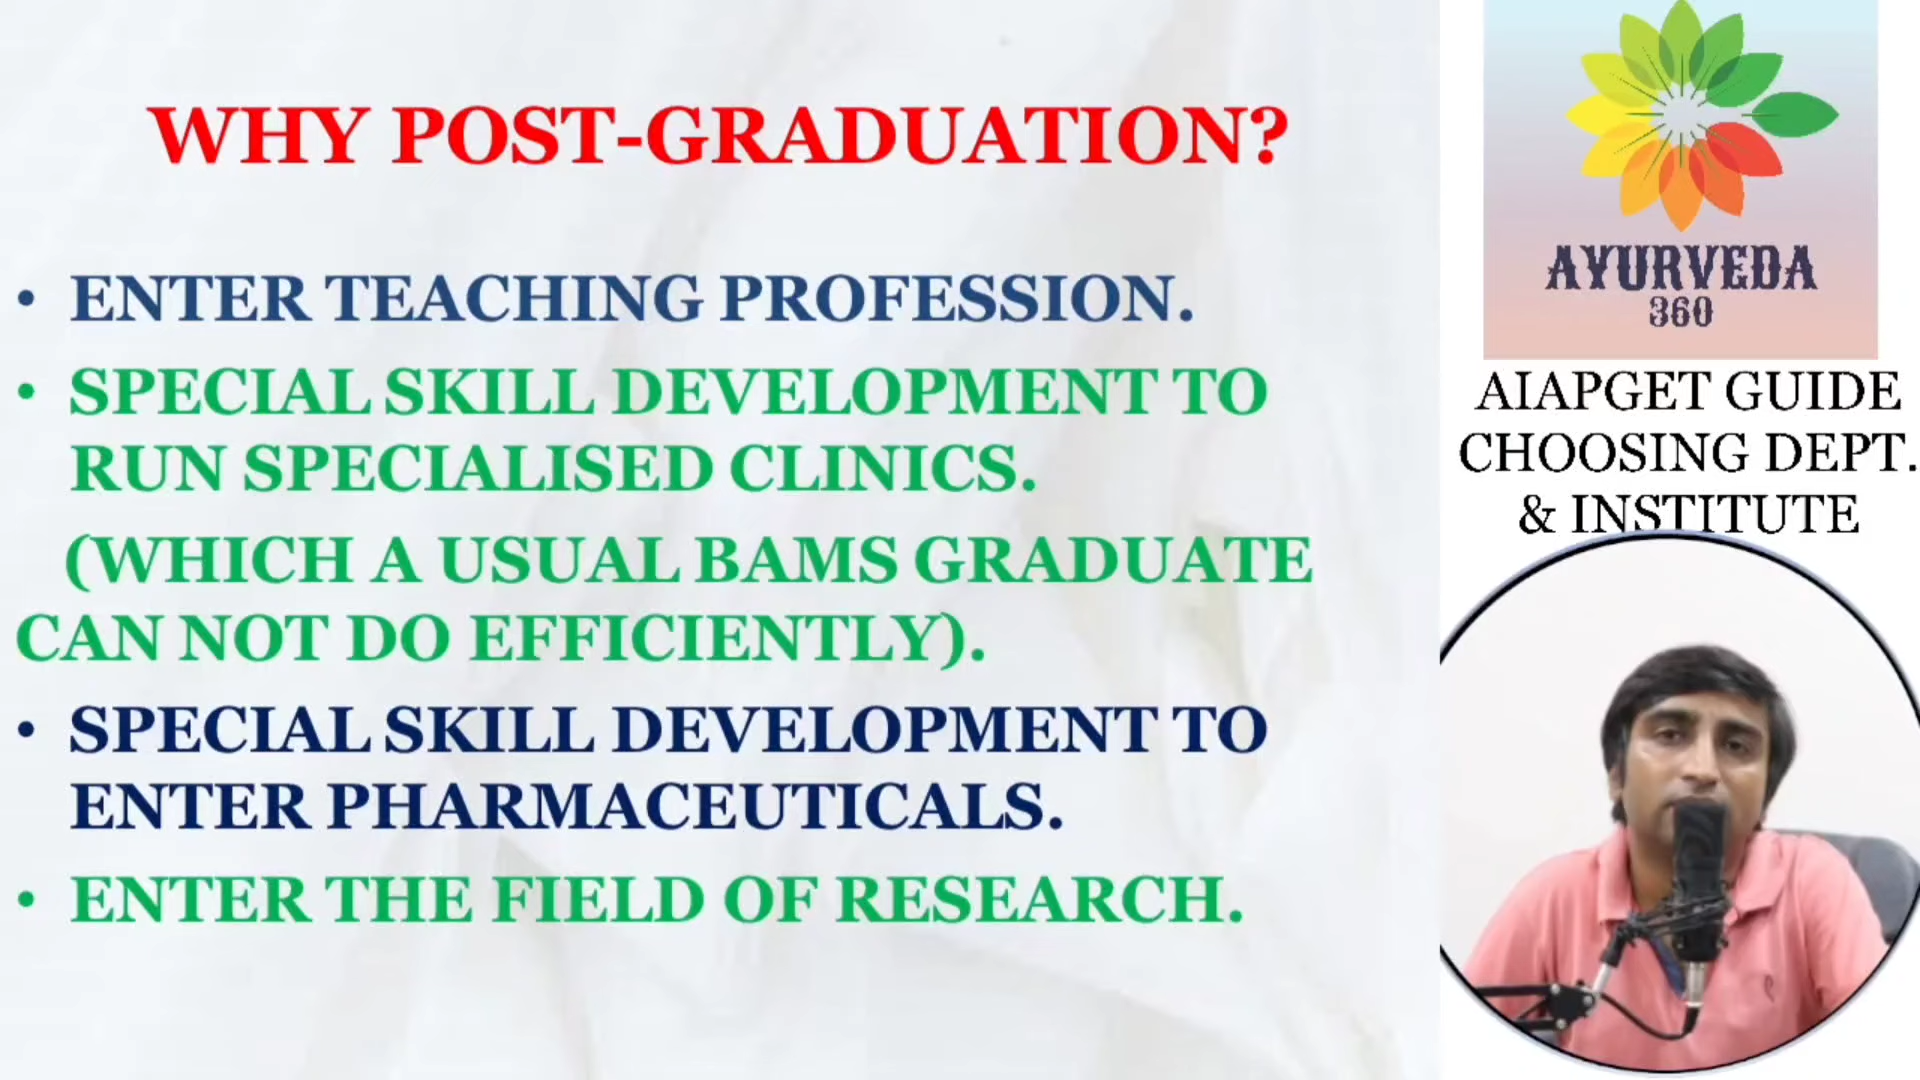 WHY POST-GRADUATION?
• ENTER TEACHING PROFESSION.
• SPECIAL SKILL DEVELOPMENT TO
RUN SPECIALISED CLINICS.
(WHICH A USUAL BAMS GRADUATE
CAN NOT DO EFFICIENTLY).
• SPECIAL SKILL DEVELOPMENT TO
ENTER PHARMACEUTICALS.
• ENTER THE FIELD OF RESEARCH.
AYURVEDA
360
AIAPGET GUIDE
CHOOSING DEPT.
& INSTITUTE